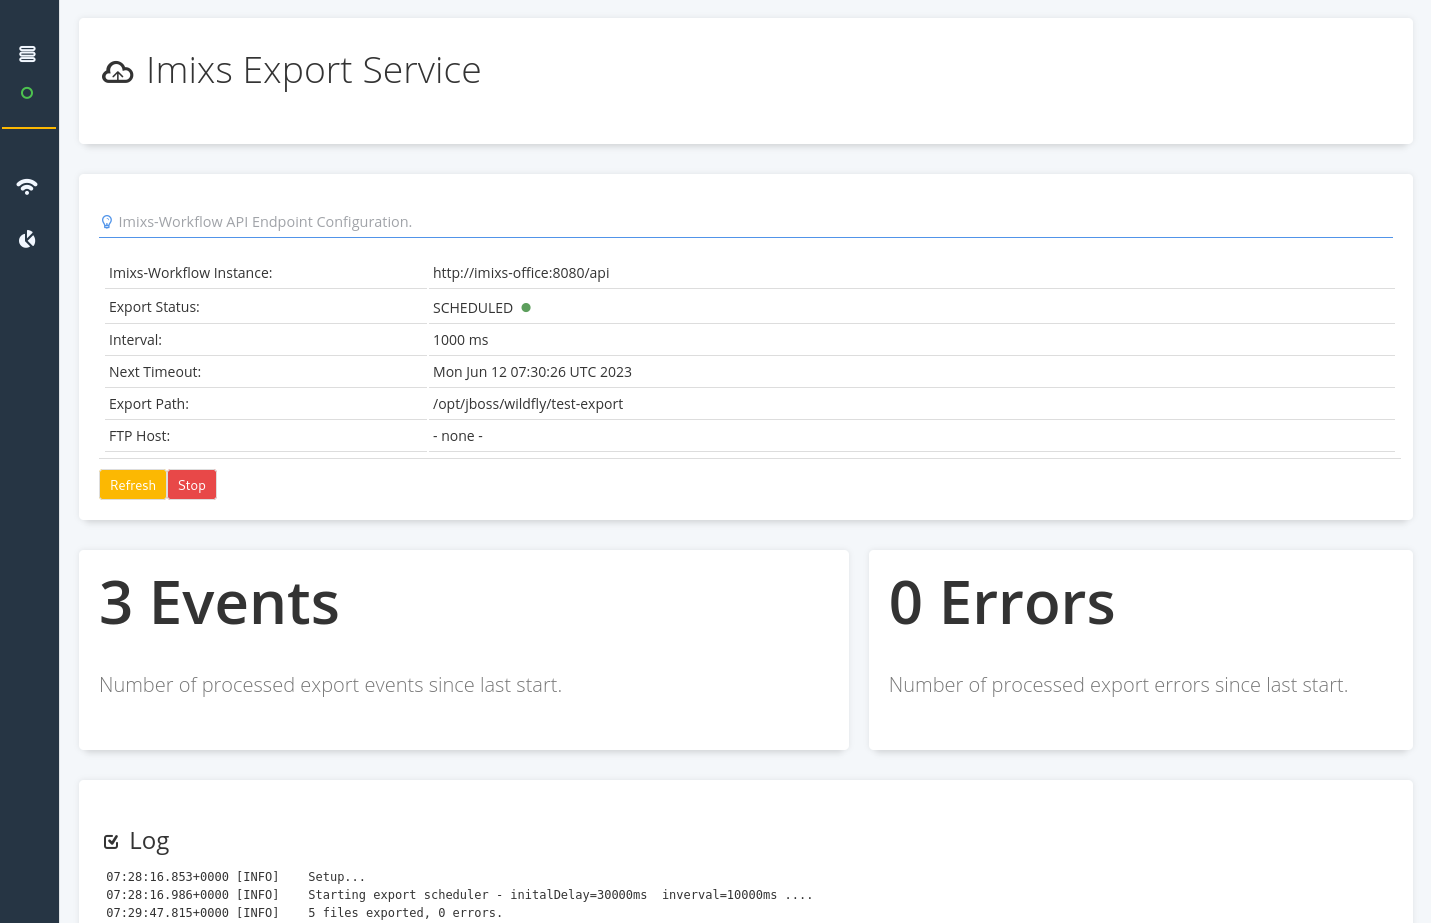 Imixs Export Service
Imixs-Workflow API Endpoint Configuration.
Imixs-Workflow Instance: http://imixs-office:8080/api
Export Status: SCHEDULED
Interval: 1000 ms
Next Timeout: Mon Jun 12 07:30:26 UTC 2023
Export Path: /opt/jboss/wildfly/test-export
FTP Host: - none -
Refresh Stop
3 Events
Number of processed export events since last start.
0 Errors
Number of processed export errors since last start.
Log
07:28:16.853+0000 [INFO] Setup...
07:28:16.986+0000 [INFO] Starting export scheduler - initalDelay=30000ms inverval=10000ms ....
07:29:47.815+0000 [INFO] 5 files exported, 0 errors.